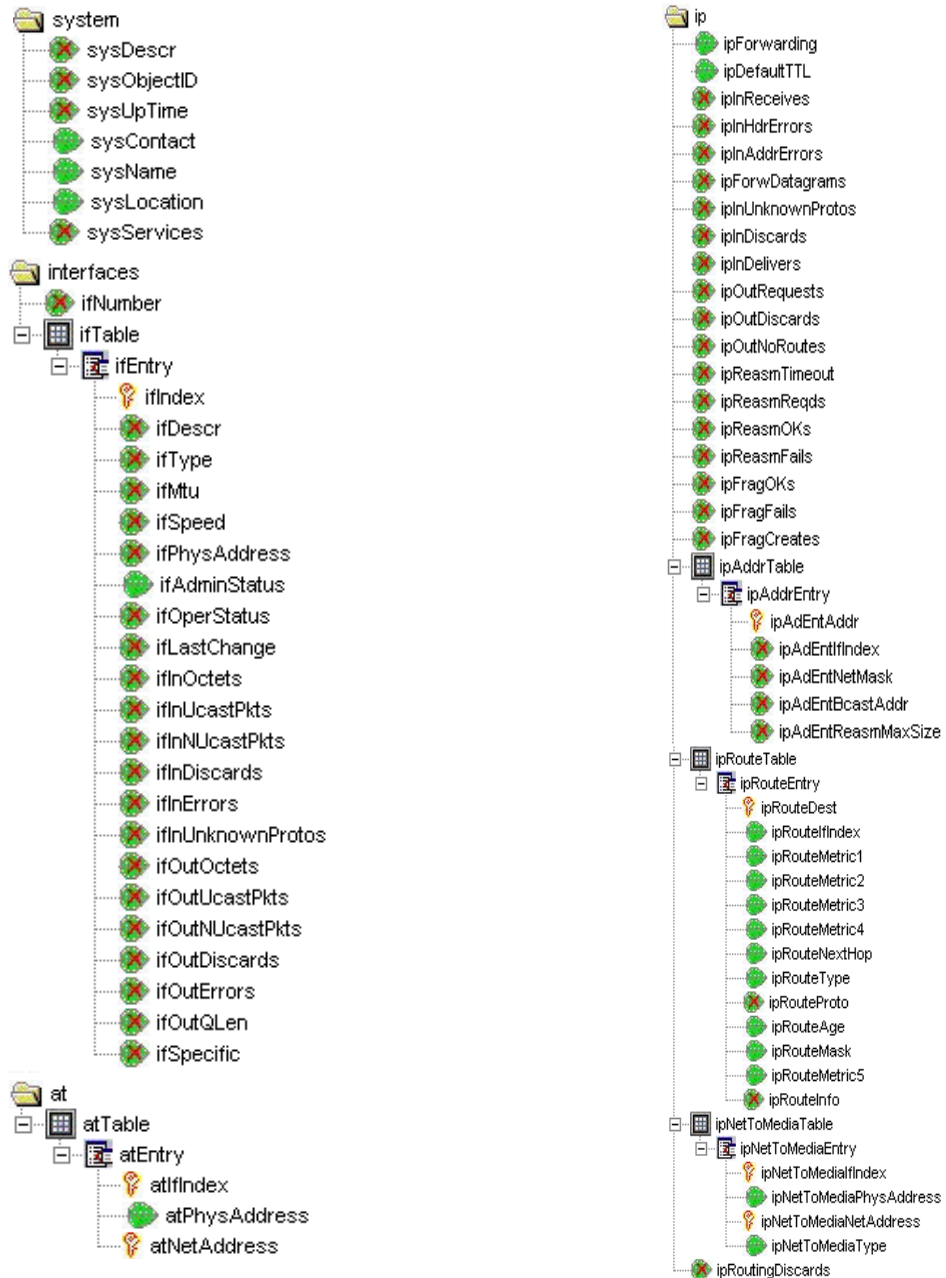 system
sysDescr
sysObjectID
sysUpTime
sysContact
sysName
sysLocation
sysServices
interfaces
ifNumber
ifTable
ifEntry
ifIndex
ifDescr
ifType
ifMtu
ifSpeed
ifPhysAddress
ifAdminStatus
ifOperStatus
ifLastChange
ifInOctets
ifInUcastPkts
ifInNUcastPkts
ifInDiscards
ifInErrors
ifInUnknownProtos
ifOutOctets
ifOutUcastPkts
ifOutNUcastPkts
ifOutDiscards
ifOutErrors
ifOutQLen
ifSpecific
at
atTable
atEntry
atIfIndex
atPhysAddress
atNetAddress
ip
ipForwarding
ipDefaultTTL
ipInReceives
ipInHdrErrors
ipInAddrErrors
ipForwDatagrams
ipInUnknownProtos
ipInDiscards
ipInDelivers
ipOutRequests
ipOutDiscards
ipOutNoRoutes
ipReasmTimeout
ipReasmReqds
ipReasmOKs
ipReasmFails
ipFragOKs
ipFragFails
ipFragCreates
ipAddrTable
ipAddrEntry
ipAdEntAddr
ipAdEntIfIndex
ipAdEntNetMask
ipAdEntBcastAddr
ipAdEntReasmMaxSize
ipRouteTable
ipRouteEntry
ipRouteDest
ipRouteIfIndex
ipRouteMetric1
ipRouteMetric2
ipRouteMetric3
ipRouteMetric4
ipRouteNextHop
ipRouteType
ipRouteProto
ipRouteAge
ipRouteMask
ipRouteMetric5
ipRouteInfo
ipNetToMediaTable
ipNetToMediaEntry
ipNetToMediaIfIndex
ipNetToMediaPhysAddress
ipNetToMediaNetAddress
ipNetToMediaType
ipRoutingDiscards